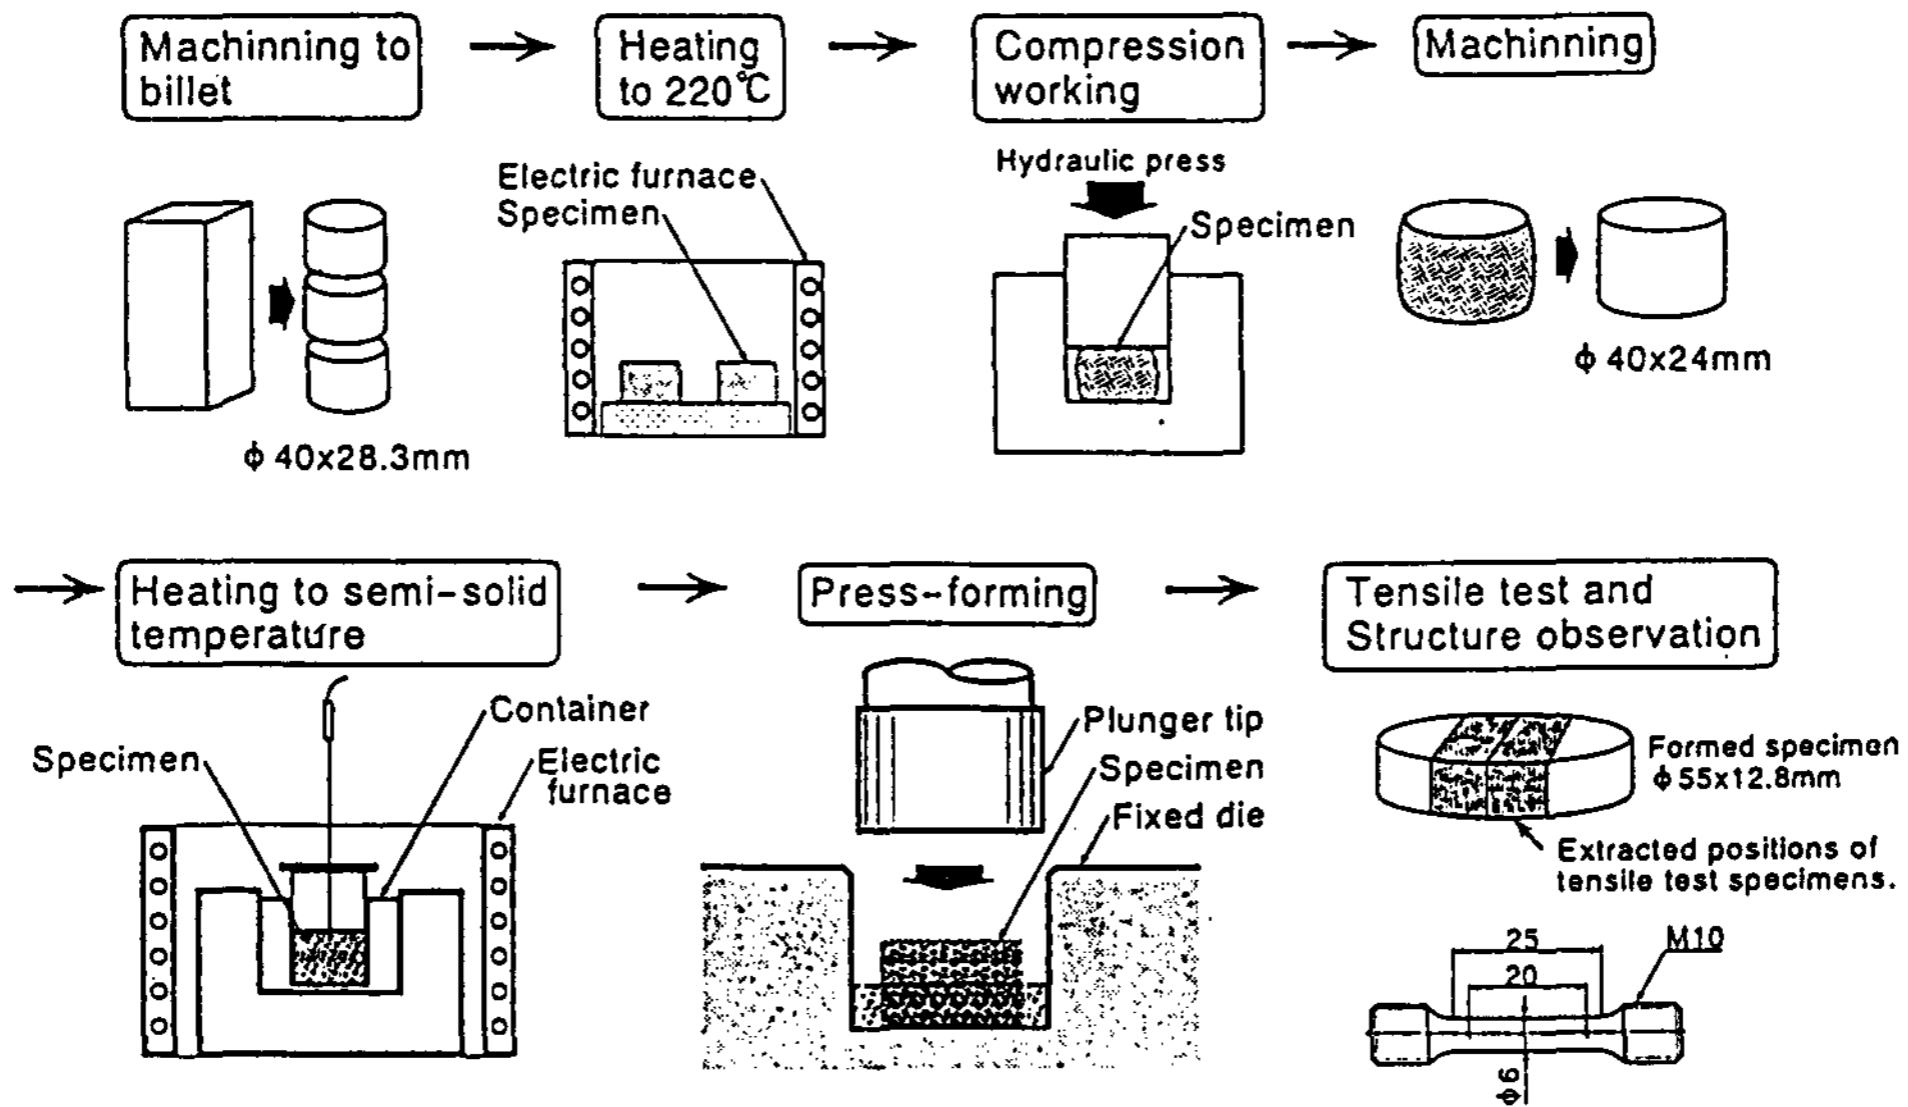 Machinning to
billet
Heating
to 220℃
Compression
working
Machinning
Hydraulic press
Electric furnace
Specimen
Specimen
ϕ 40x28.3mm
ϕ 40x24mm
Heating to semi-solid
temperature
Press-forming
Tensile test and
Structure observation
Container
Specimen
Electric
furnace
Plunger tip
Specimen
Fixed die
Formed specimen
ϕ 55x12.8mm
Extracted positions of
tensile test specimens.
25
M10
20
ϕ6